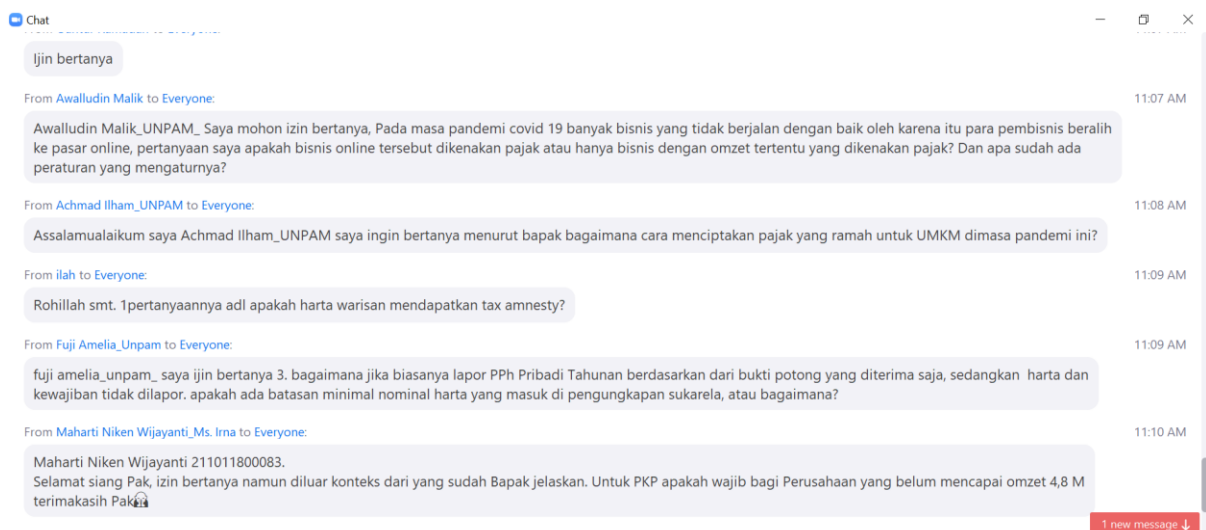 Chat
Ijin bertanya
From Awalludin Malik to Everyone:
11:07 AM
Awalludin Malik_UNPAM_ Saya mohon izin bertanya, Pada masa pandemi covid 19 banyak bisnis yang tidak berjalan dengan baik oleh karena itu para pembisnis beralih
ke pasar online, pertanyaan saya apakah bisnis online tersebut dikenakan pajak atau hanya bisnis dengan omzet tertentu yang dikenakan pajak? Dan apa sudah ada
peraturan yang mengaturnya?
From Achmad Ilham_UNPAM to Everyone:
11:08 AM
Assalamualaikum saya Achmad Ilham_UNPAM saya ingin bertanya menurut bapak bagaimana cara menciptakan pajak yang ramah untuk UMKM dimasa pandemi ini?
From ilah to Everyone:
11:09 AM
Rohillah smt. 1pertanyaannya adl apakah harta warisan mendapatkan tax amnesty?
From Fuji Amelia_Unpam to Everyone:
11:09 AM
fuji amelia_unpam_ saya ijin bertanya 3. bagaimana jika biasanya lapor PPh Pribadi Tahunan berdasarkan dari bukti potong yang diterima saja, sedangkan harta dan
kewajiban tidak dilapor. apakah ada batasan minimal nominal harta yang masuk di pengungkapan sukarela, atau bagaimana?
From Maharti Niken Wijayanti_Ms. Irna to Everyone:
11:10 AM
Maharti Niken Wijayanti 211011800083.
Selamat siang Pak, izin bertanya namun diluar konteks dari yang sudah Bapak jelaskan. Untuk PKP apakah wajib bagi Perusahaan yang belum mencapai omzet 4,8 M
terimakasih Pak
1 new message ↓